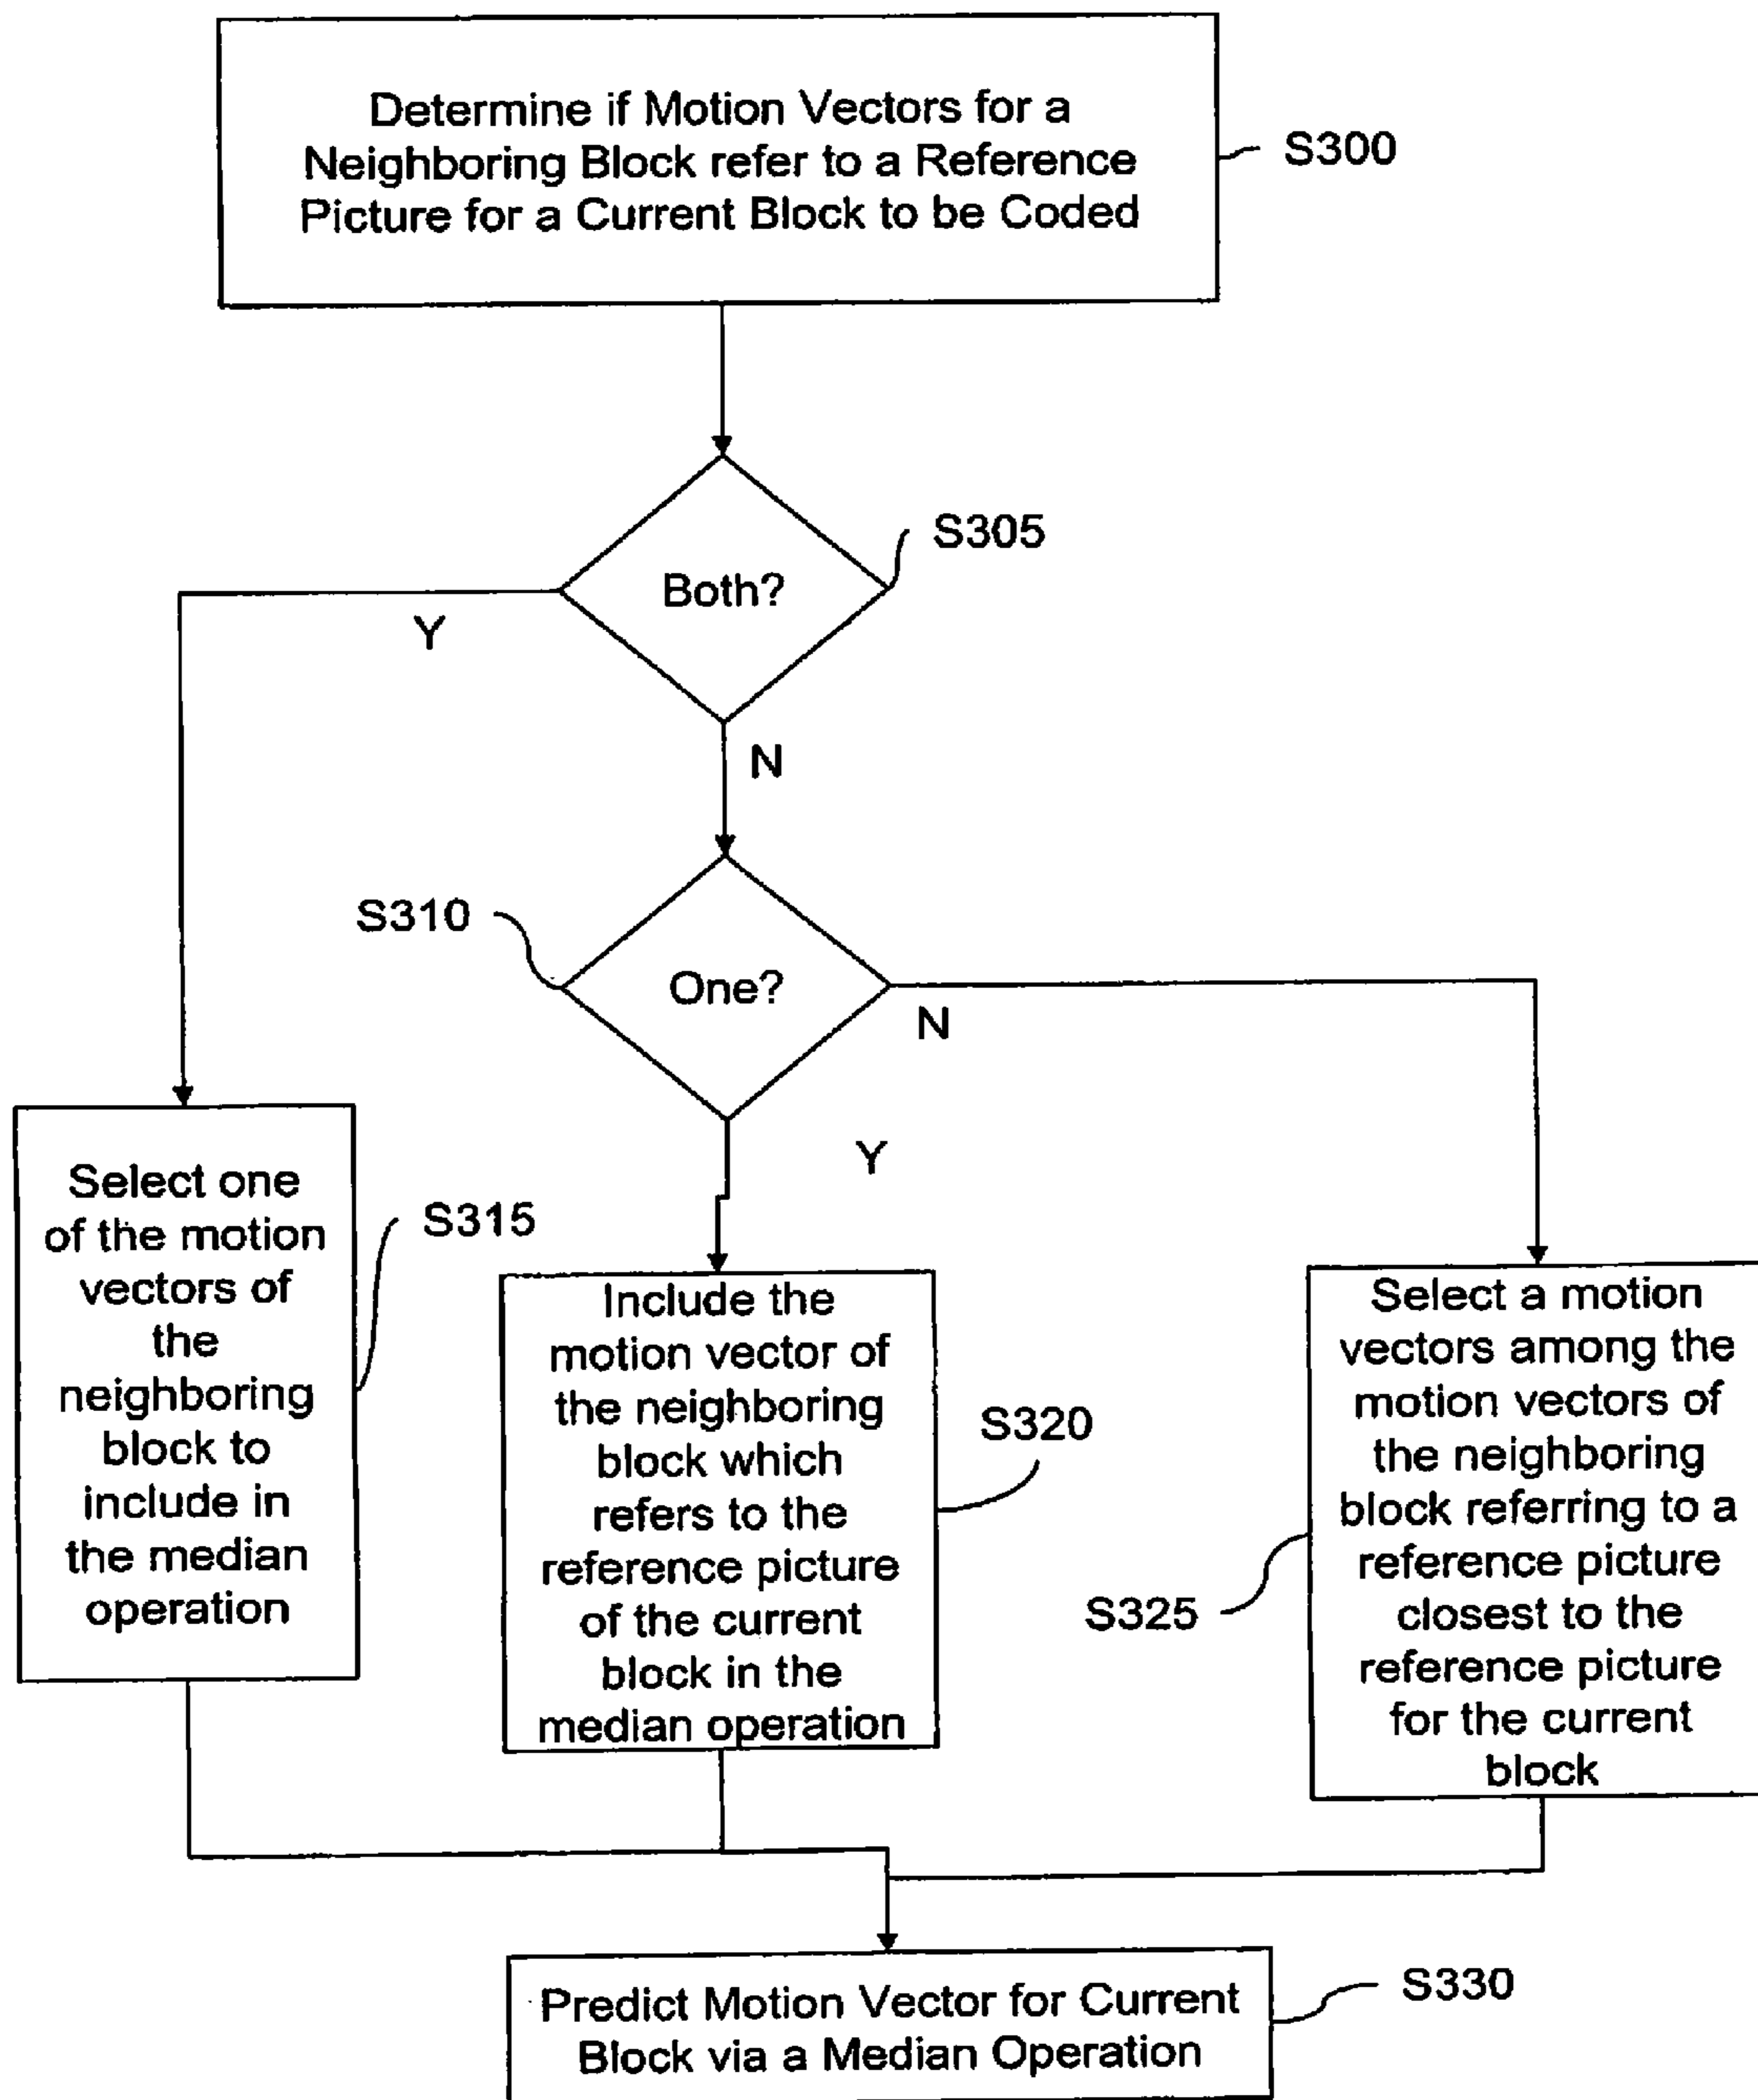 Determine if Motion Vectors for a
Neighboring Block refer to a Reference
Picture for a Current Block to be Coded
S300
Both?
S305
Y
N
S310
One?
N
Y
Select one
of the motion
vectors of
the
neighboring
block to
include in
the median
operation
S315
Include the
motion vector of
the neighboring
block which
refers to the
reference picture
of the current
block in the
median operation
S320
Select a motion
vectors among the
motion vectors of
the neighboring
block referring to a
reference picture
closest to the
reference picture
for the current
block
S325
Predict Motion Vector for Current
Block via a Median Operation
S330